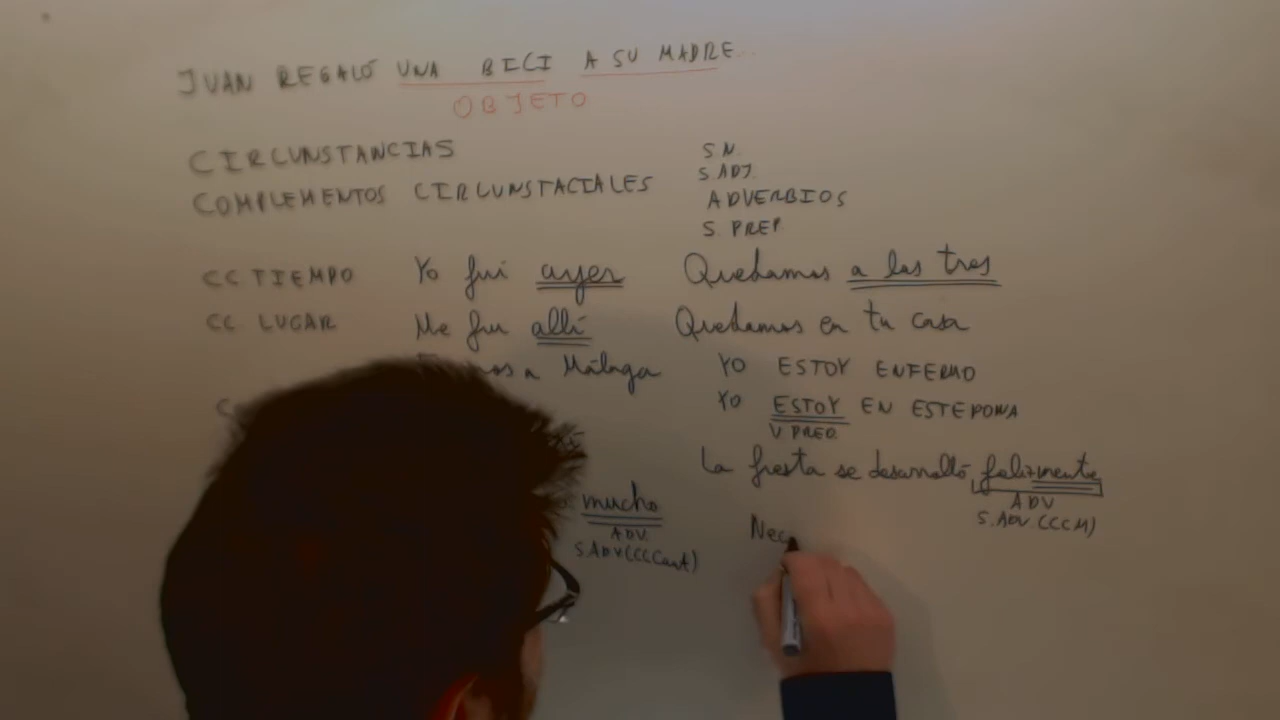 JUAN REGALÓ UNA BICI A SU MADRE...
OBJETO
CIRCUNSTANCIAS
COMPLEMENTOS CIRCUNSTACIALES
S N.
S. ADJ.
ADVERBIOS
S. PREP.
CC TIEMPO Yo fui ayer Quedamos a las tres
CC LUGAR Me fui allí Quedamos en tu casa
a Málaga YO ESTOY ENFERMO
YO ESTOY EN ESTEPONA
V PRED.
La fiesta se desarrolló felizmente
ADV
S. ADV. (CCM)
mucho
ADV.
S. ADV (CCCant)
Nec